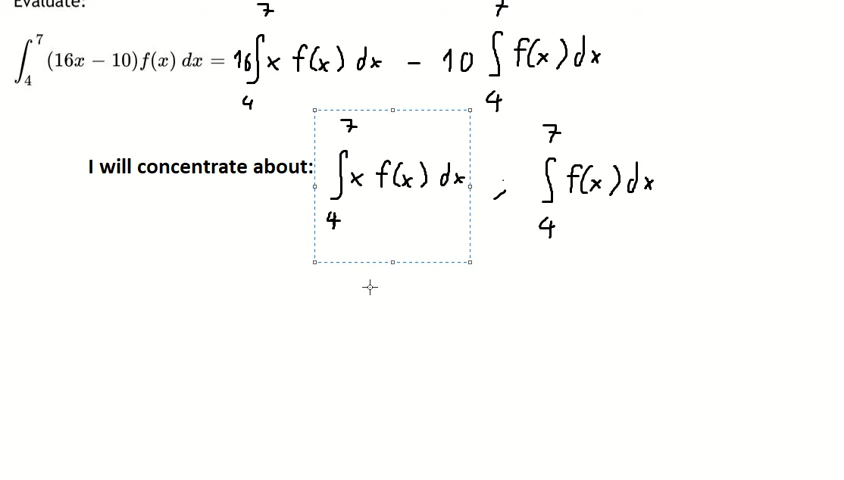 Evaluate:
∫₄⁷ (16x − 10)f(x) dx = 16∫₄⁷ x f(x) dx − 10 ∫₄⁷ f(x) dx
I will concentrate about: ∫₄⁷ x f(x) dx , ∫₄⁷ f(x) dx